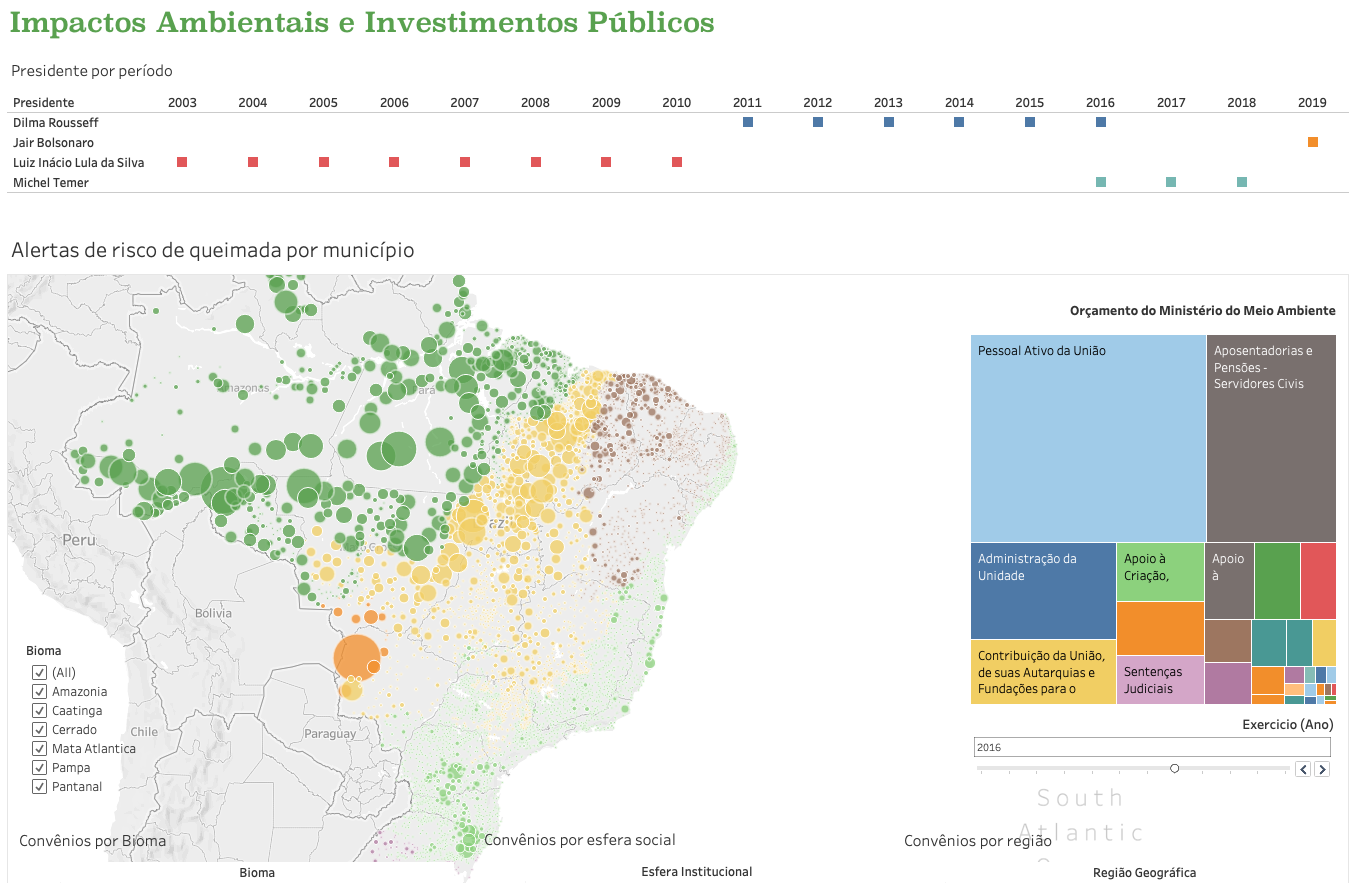 Impactos Ambientais e Investimentos Públicos
Presidente por período
Presidente 2003 2004 2005 2006 2007 2008 2009 2010 2011 2012 2013 2014 2015 2016 2017 2018 2019
Dilma Rousseff
Jair Bolsonaro
Luiz Inácio Lula da Silva
Michel Temer
Alertas de risco de queimada por município
Orçamento do Ministério do Meio Ambiente
Pessoal Ativo da União
Aposentadorias e
Pensões -
Servidores Civis
Administração da
Unidade
Apoio à
Criação,
Apoio
à
Contribuição da União,
de suas Autarquias e
Fundações para o
Sentenças
Judiciais
Exercicio (Ano)
2016
Amazonas
Pará
Peru
Bolivia
Paraguay
Chile
South
Atlantic
Bioma
(All)
Amazonia
Caatinga
Cerrado
Mata Atlantica
Pampa
Pantanal
Convênios por Bioma
Convênios por esfera social
Convênios por região
Bioma
Esfera Institucional
Região Geográfica